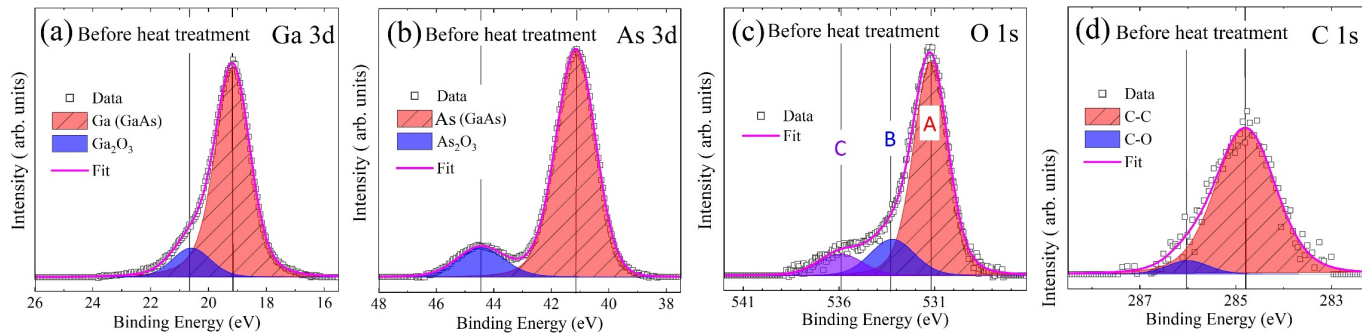 (a)
Before heat treatment
Ga 3d
Data
Ga (GaAs)
Ga₂O₃
Fit
Intensity ( arb. units)
26 24 22 20 18 16
Binding Energy (eV)
(b)
Before heat treatment
As 3d
Data
As (GaAs)
As₂O₃
Fit
Intensity ( arb. units)
48 46 44 42 40 38
Binding Energy (eV)
(c)
Before heat treatment
O 1s
Data
Fit
C
B
A
Intensity ( arb. units)
541 536 531
Binding Energy (eV)
(d)
Before heat treatment
C 1s
Data
C-C
C-O
Fit
Intensity ( arb. units)
287 285 283
Binding Energy (eV)